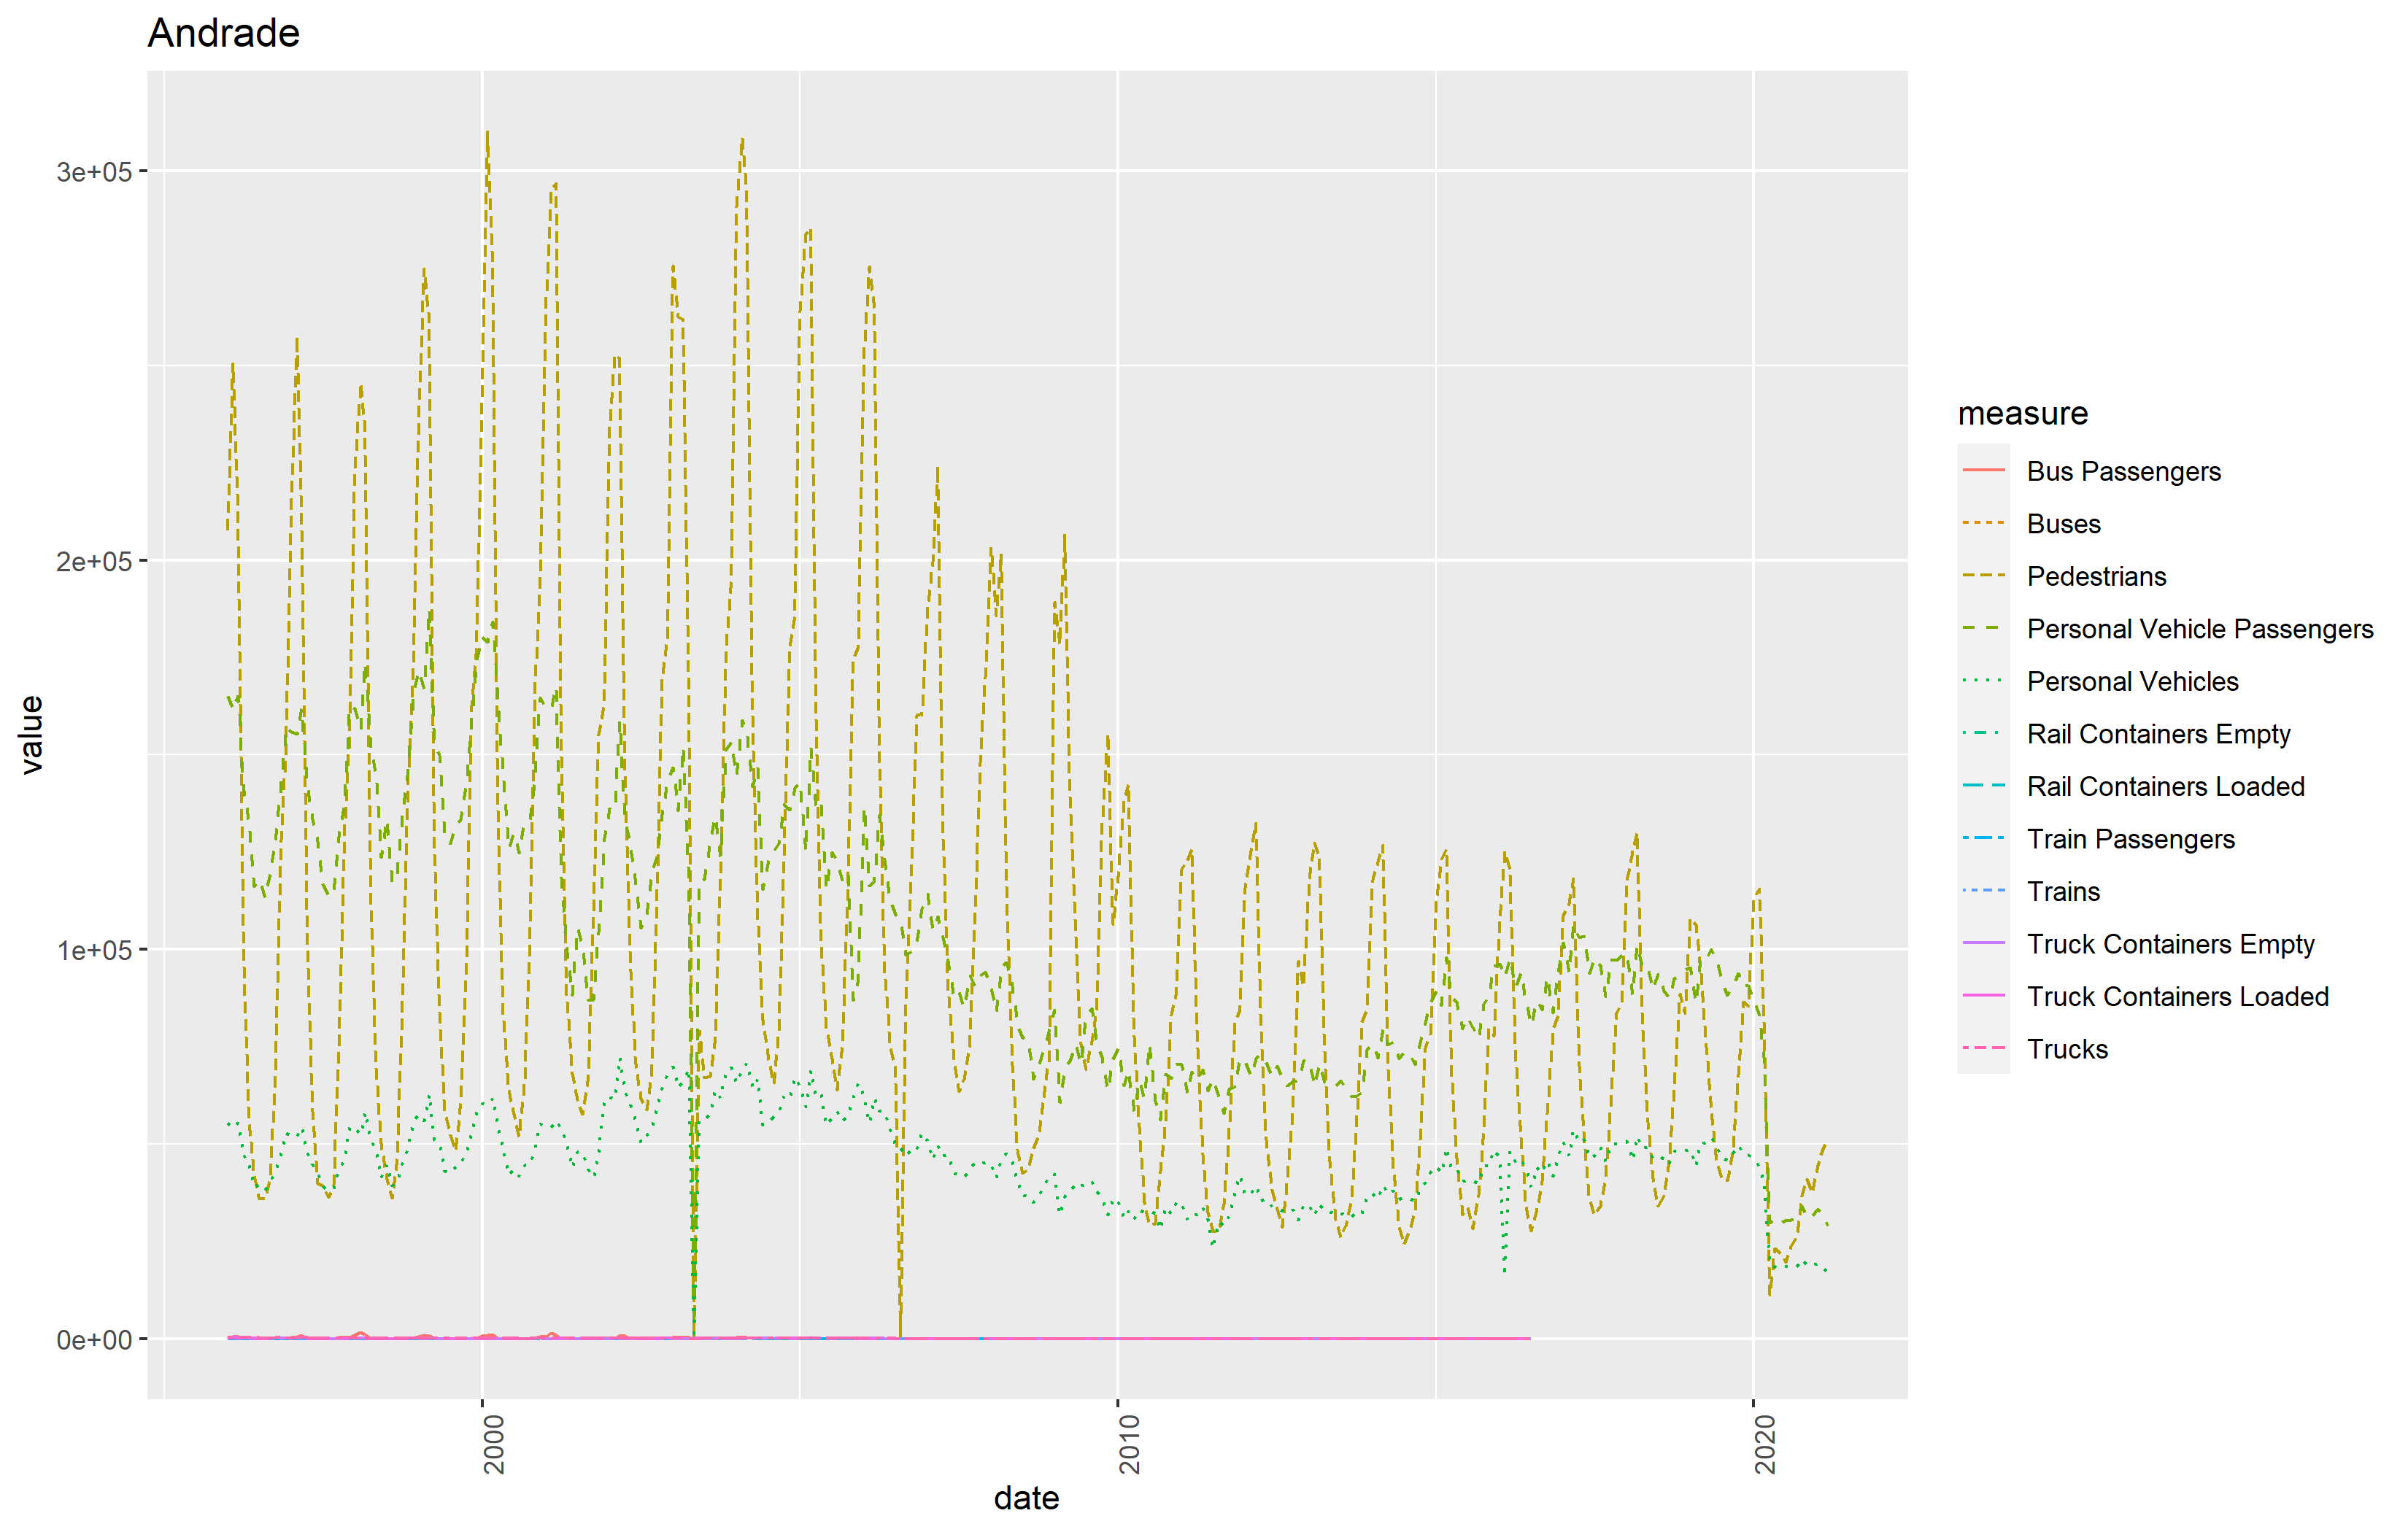 Andrade
value
3e+05
2e+05
1e+05
0e+00
2000
2010
2020
date
measure
Bus Passengers
Buses
Pedestrians
Personal Vehicle Passengers
Personal Vehicles
Rail Containers Empty
Rail Containers Loaded
Train Passengers
Trains
Truck Containers Empty
Truck Containers Loaded
Trucks